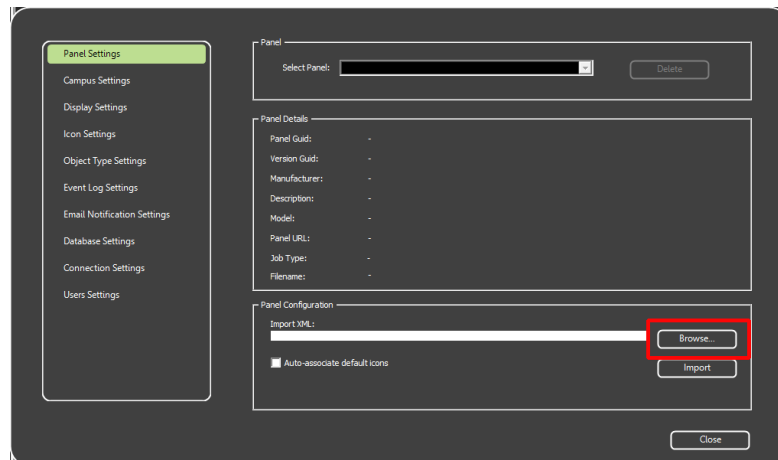 Panel Settings
Campus Settings
Display Settings
Icon Settings
Object Type Settings
Event Log Settings
Email Notification Settings
Database Settings
Connection Settings
Users Settings
Panel
Select Panel:
Delete
Panel Details
Panel Guid: -
Version Guid: -
Manufacturer: -
Description: -
Model: -
Panel URL: -
Job Type: -
Filename: -
Panel Configuration
Import XML:
Browse...
Auto-associate default icons
Import
Close